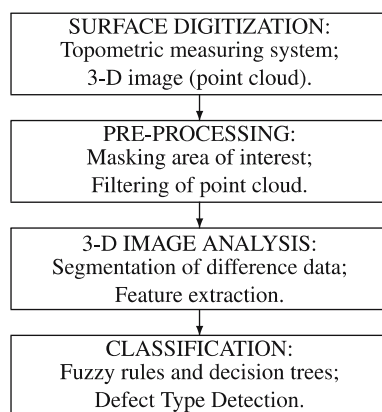 SURFACE DIGITIZATION:
Topometric measuring system;
3-D image (point cloud).
PRE-PROCESSING:
Masking area of interest;
Filtering of point cloud.
3-D IMAGE ANALYSIS:
Segmentation of difference data;
Feature extraction.
CLASSIFICATION:
Fuzzy rules and decision trees;
Defect Type Detection.